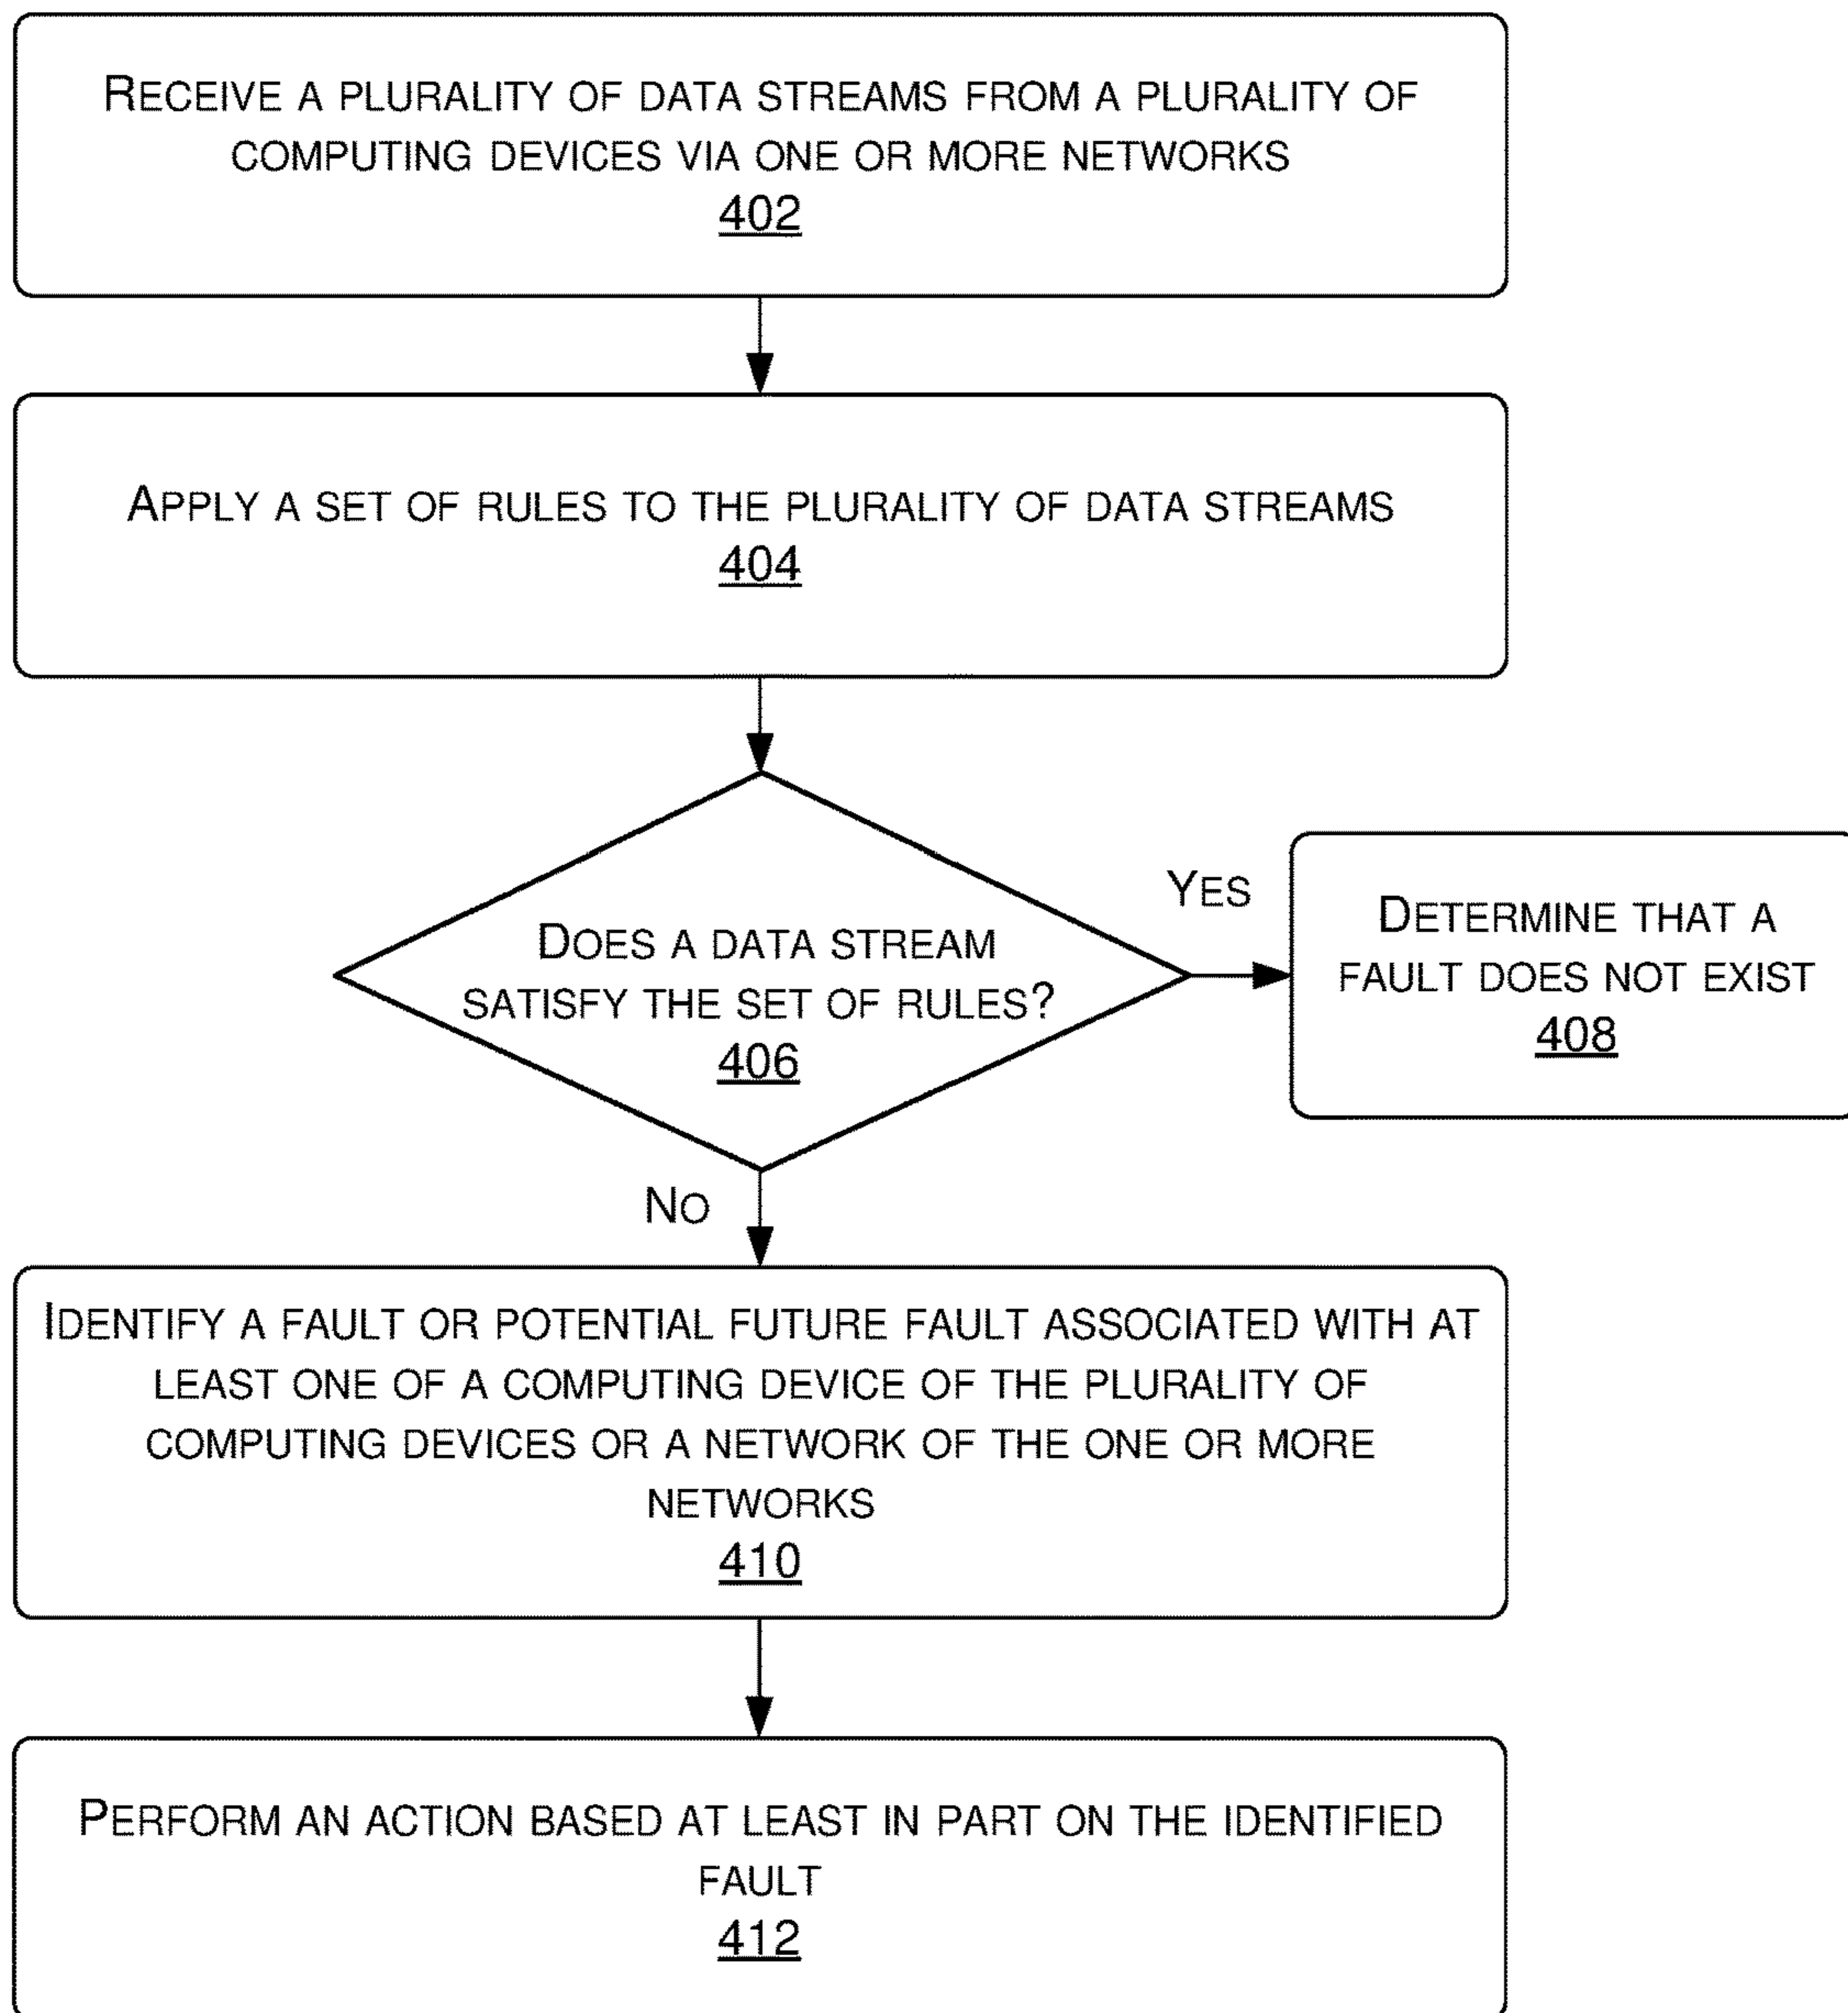 RECEIVE A PLURALITY OF DATA STREAMS FROM A PLURALITY OF
COMPUTING DEVICES VIA ONE OR MORE NETWORKS
402
APPLY A SET OF RULES TO THE PLURALITY OF DATA STREAMS
404
DOES A DATA STREAM
SATISFY THE SET OF RULES?
406
YES
DETERMINE THAT A
FAULT DOES NOT EXIST
408
NO
IDENTIFY A FAULT OR POTENTIAL FUTURE FAULT ASSOCIATED WITH AT
LEAST ONE OF A COMPUTING DEVICE OF THE PLURALITY OF
COMPUTING DEVICES OR A NETWORK OF THE ONE OR MORE
NETWORKS
410
PERFORM AN ACTION BASED AT LEAST IN PART ON THE IDENTIFIED
FAULT
412